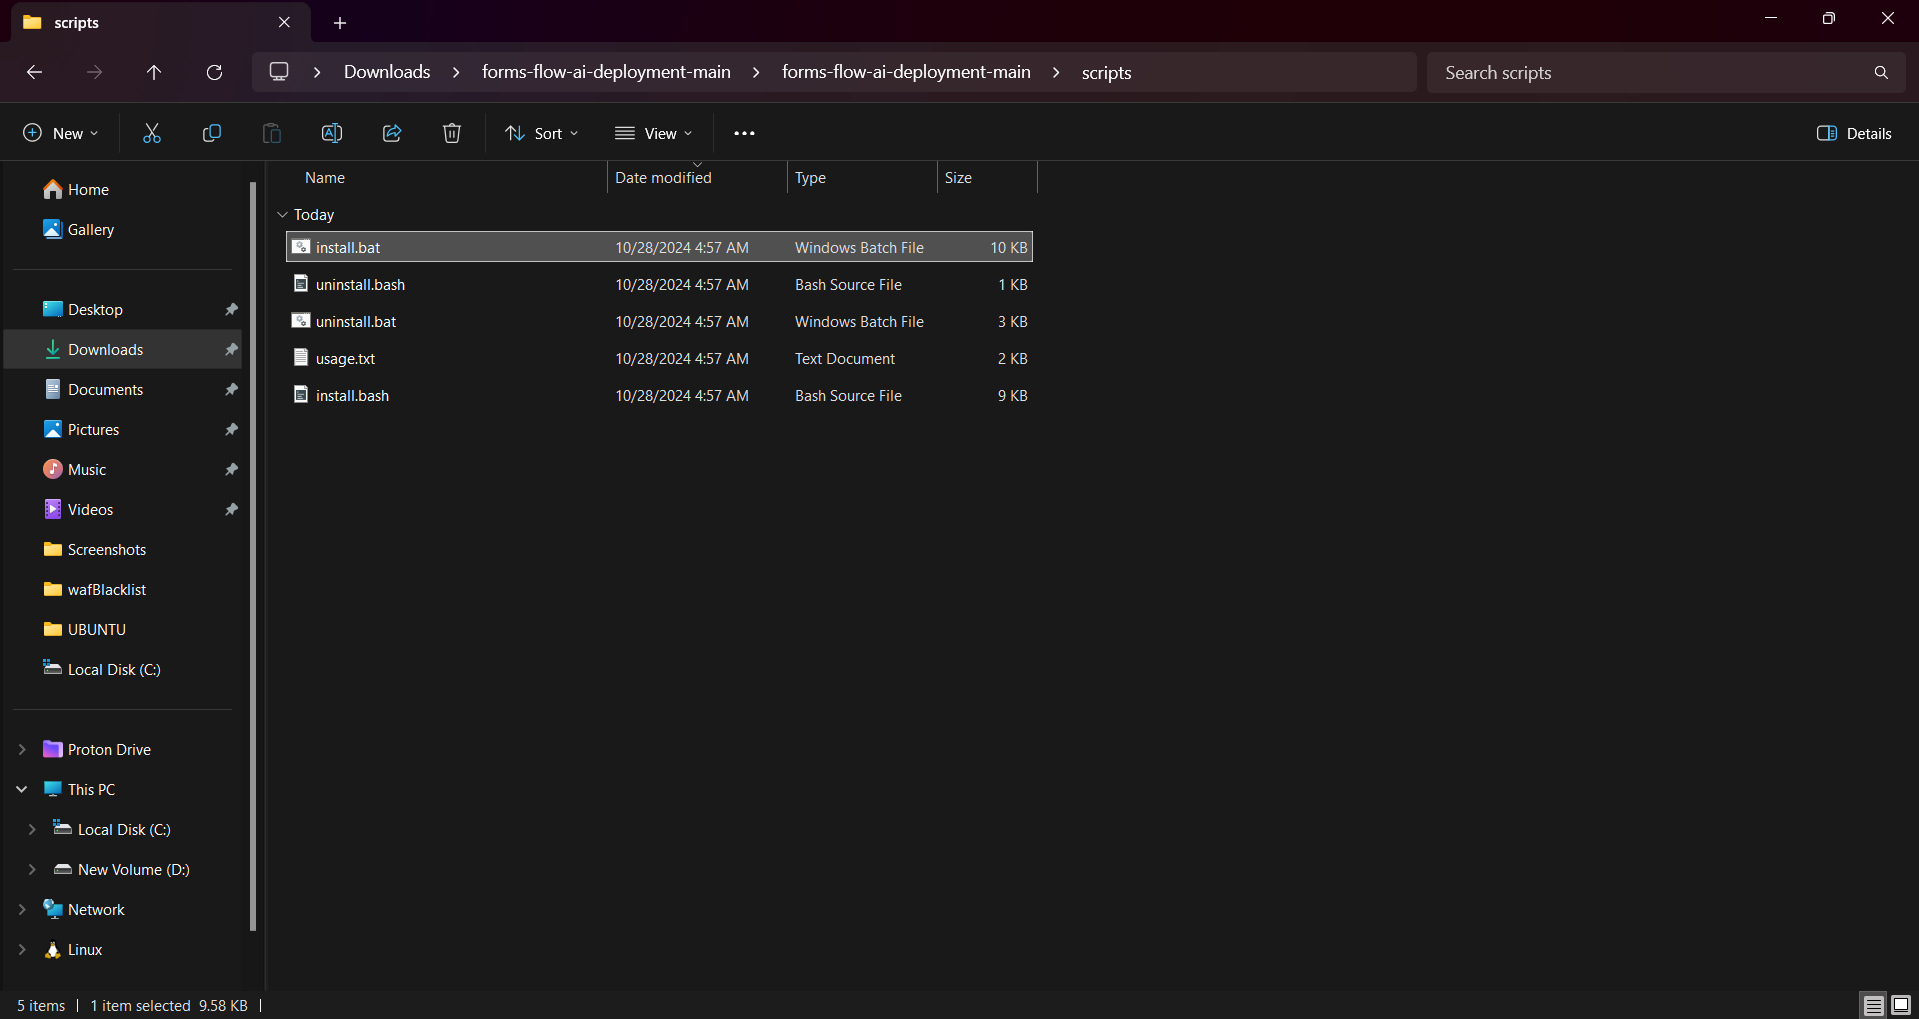 scripts
Downloads > forms-flow-ai-deployment-main > forms-flow-ai-deployment-main > scripts
Search scripts
New
Sort
View
Details
Home
Gallery
Desktop
Downloads
Documents
Pictures
Music
Videos
Screenshots
wafBlacklist
UBUNTU
Local Disk (C:)
Proton Drive
This PC
Local Disk (C:)
New Volume (D:)
Network
Linux
Name Date modified Type Size
Today
install.bat 10/28/2024 4:57 AM Windows Batch File 10 KB
uninstall.bash 10/28/2024 4:57 AM Bash Source File 1 KB
uninstall.bat 10/28/2024 4:57 AM Windows Batch File 3 KB
usage.txt 10/28/2024 4:57 AM Text Document 2 KB
install.bash 10/28/2024 4:57 AM Bash Source File 9 KB
5 items 1 item selected 9.58 KB